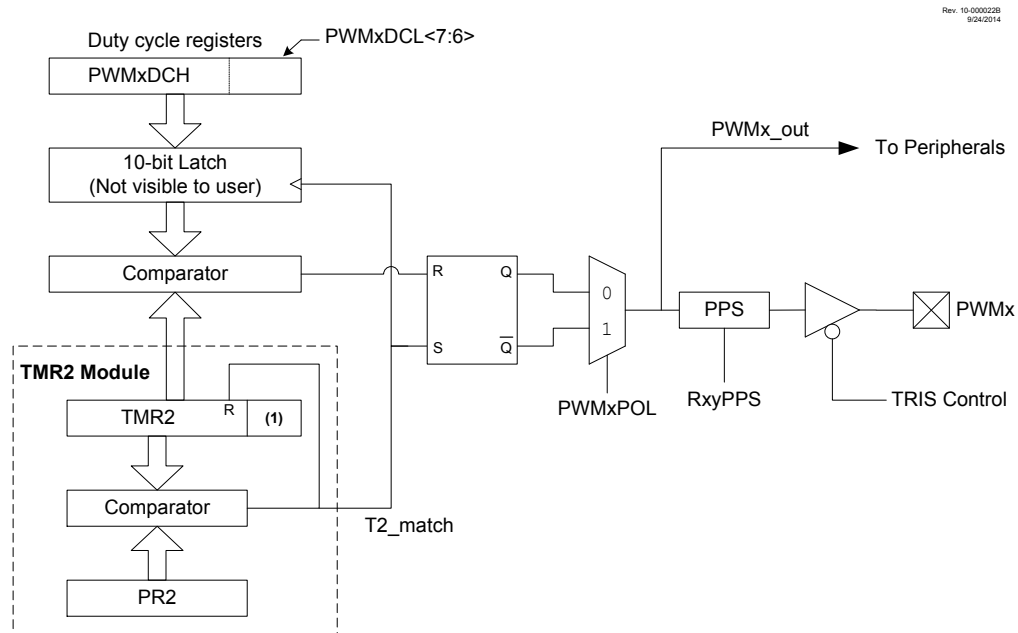 Rev. 10-000022B
9/24/2014
Duty cycle registers
PWMxDCL<7:6>
PWMxDCH
10-bit Latch
(Not visible to user)
Comparator
R
Q
S
Q̅
0
1
PWMxPOL
PWMx_out
To Peripherals
PPS
RxyPPS
PWMx
TRIS Control
TMR2 Module
TMR2
R
(1)
Comparator
T2_match
PR2